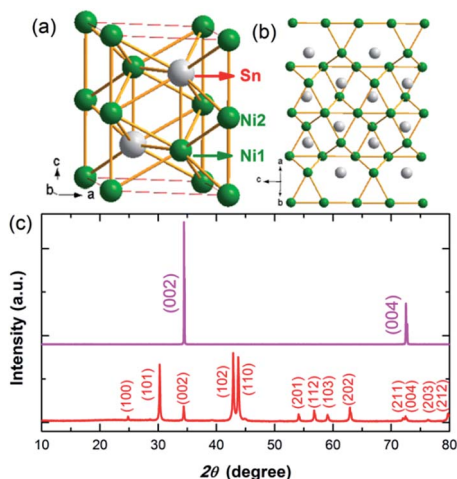 (a)
Sn
Ni2
Ni1
c
b
a
(b)
a
c
b
(c)
Intensity (a.u.)
(002)
(004)
(100)
(101)
(002)
(102)
(110)
(201)
(112)
(103)
(202)
(211)
(004)
(203)
(212)
10 20 30 40 50 60 70 80
2θ (degree)